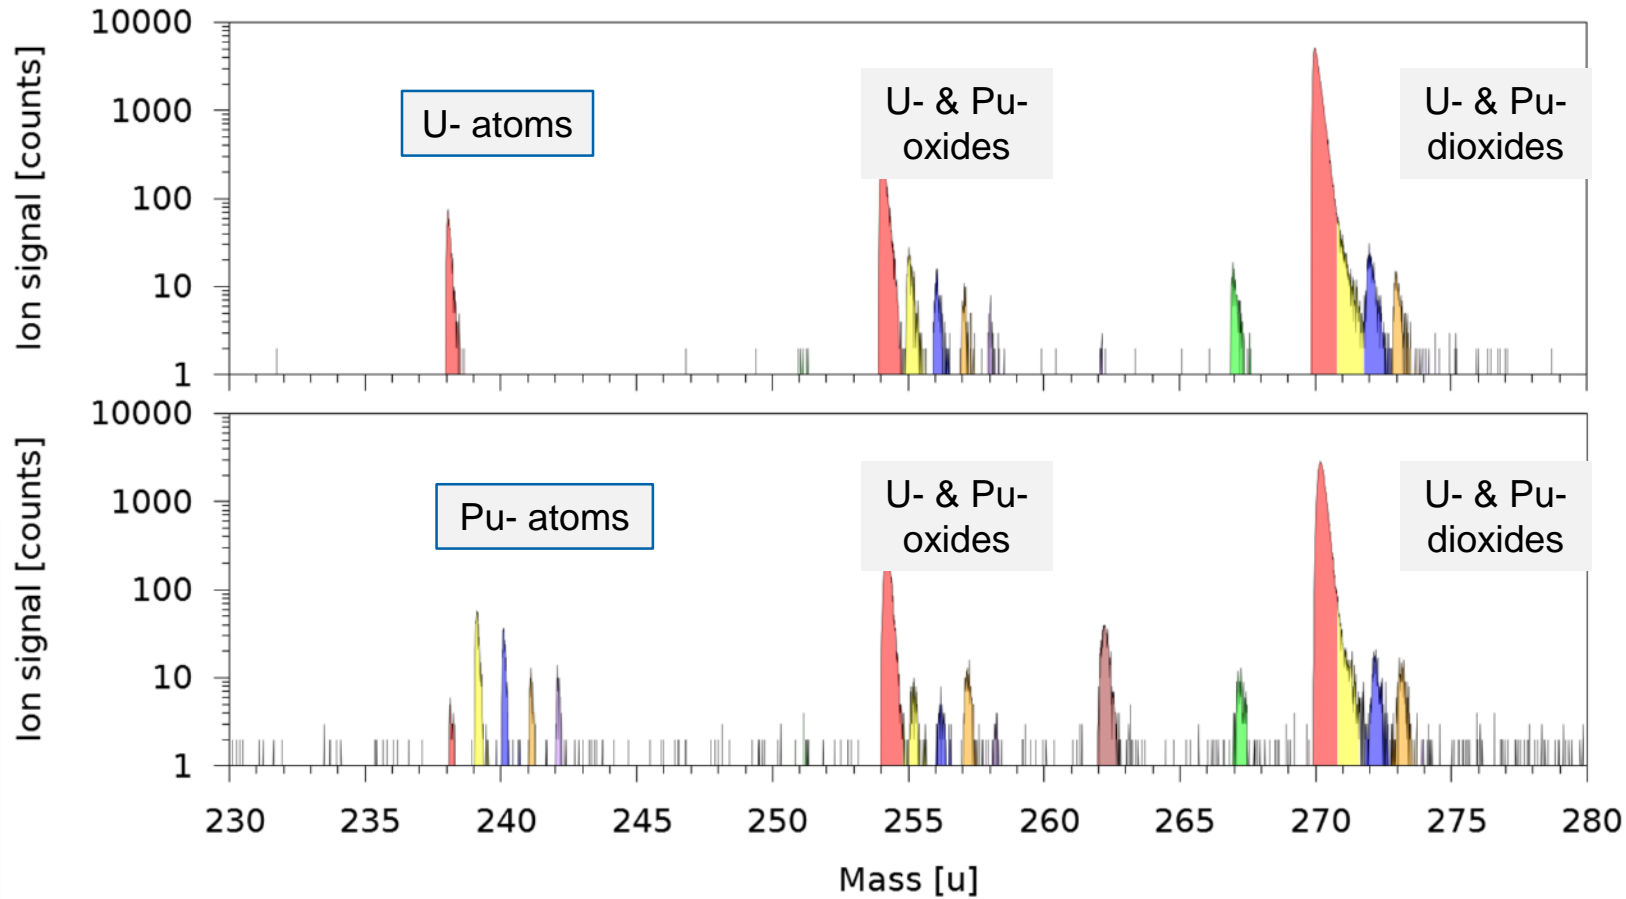 Ion signal [counts]
10000
1000
100
10
1
U- atoms
U- & Pu-
oxides
U- & Pu-
dioxides
Ion signal [counts]
10000
1000
100
10
1
Pu- atoms
U- & Pu-
oxides
U- & Pu-
dioxides
230 235 240 245 250 255 260 265 270 275 280
Mass [u]